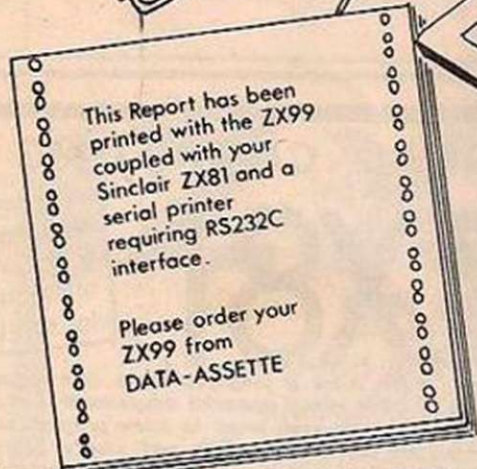 This Report has been
printed with the ZX99
coupled with your
Sinclair ZX81 and a
serial printer
requiring RS232C
interface.
Please order your
ZX99 from
DATA-ASSETTE